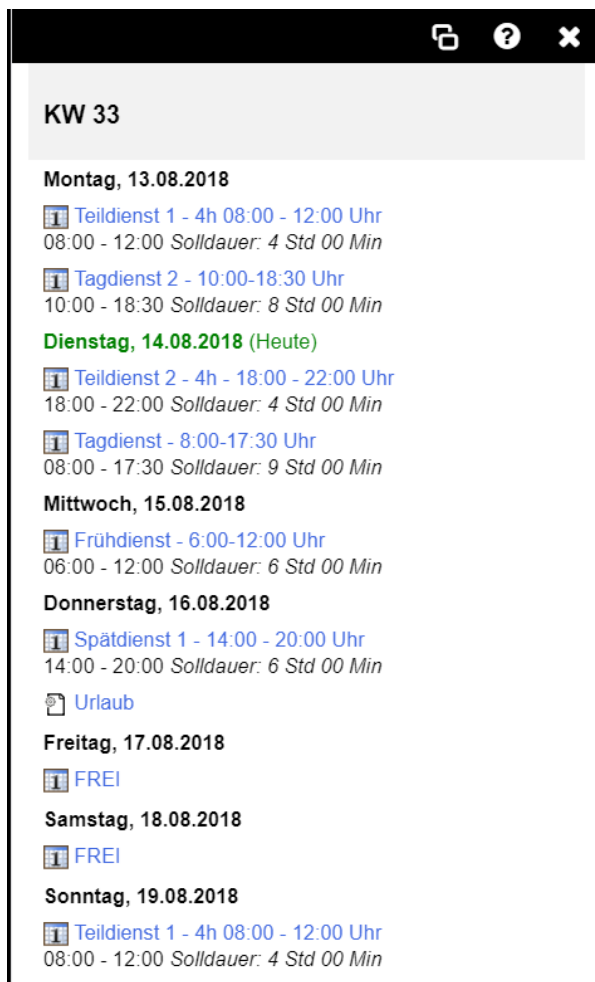 KW 33
Montag, 13.08.2018
Teildienst 1 - 4h 08:00 - 12:00 Uhr
08:00 - 12:00 Solldauer: 4 Std 00 Min
Tagdienst 2 - 10:00-18:30 Uhr
10:00 - 18:30 Solldauer: 8 Std 00 Min
Dienstag, 14.08.2018 (Heute)
Teildienst 2 - 4h - 18:00 - 22:00 Uhr
18:00 - 22:00 Solldauer: 4 Std 00 Min
Tagdienst - 8:00-17:30 Uhr
08:00 - 17:30 Solldauer: 9 Std 00 Min
Mittwoch, 15.08.2018
Frühdienst - 6:00-12:00 Uhr
06:00 - 12:00 Solldauer: 6 Std 00 Min
Donnerstag, 16.08.2018
Spätdienst 1 - 14:00 - 20:00 Uhr
14:00 - 20:00 Solldauer: 6 Std 00 Min
Urlaub
Freitag, 17.08.2018
FREI
Samstag, 18.08.2018
FREI
Sonntag, 19.08.2018
Teildienst 1 - 4h 08:00 - 12:00 Uhr
08:00 - 12:00 Solldauer: 4 Std 00 Min